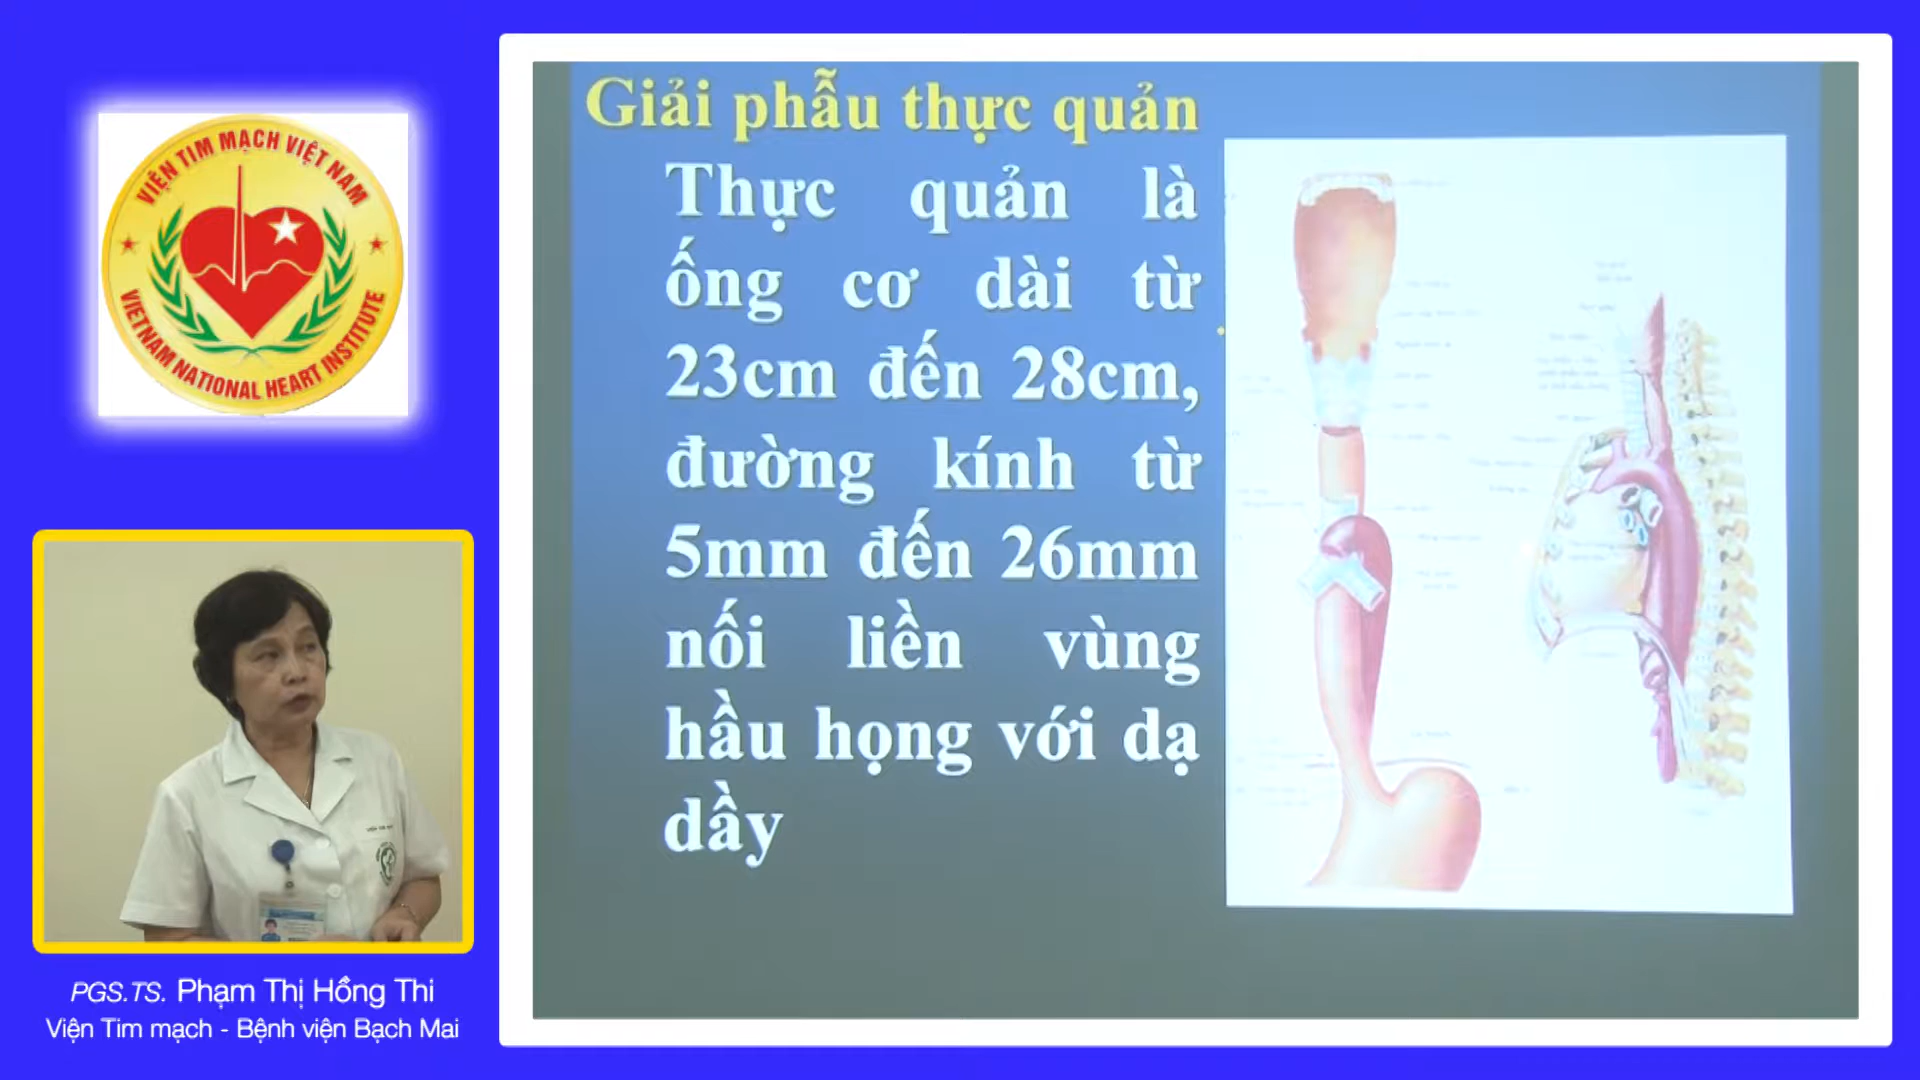 VIỆN TIM MẠCH VIỆT NAM
VIETNAM NATIONAL HEART INSTITUTE
PGS.TS. Phạm Thị Hồng Thi
Viện Tim mạch - Bệnh viện Bạch Mai
Giải phẫu thực quản
Thực quản là
ống cơ dài từ
23cm đến 28cm,
đường kính từ
5mm đến 26mm
nối liền vùng
hầu họng với dạ
dầy